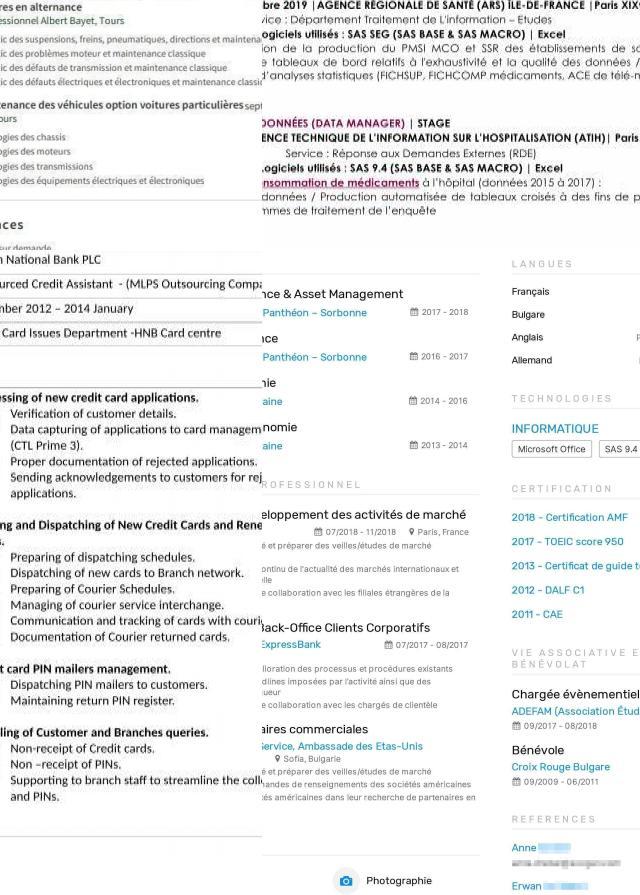 res en alternance
essionnel Albert Bayet, Tours
ic des suspensions, freins, pneumatiques, directions et mainten
ic des problèmes moteur et maintenance classique
ic des défauts de transmission et maintenance classique
ic des défauts électriques et électroniques et maintenance classi
enance des véhicules option voitures particulières sept
ours
ogies des chassis
ogies des moteurs
ogies des transmissions
ogies des équipements électriques et électroniques
nces
sur demande
n National Bank PLC
urced Credit Assistant - (MLPS Outsourcing Compa
mber 2012 – 2014 January
Card Issues Department -HNB Card centre
essing of new credit card applications.
Verification of customer details.
Data capturing of applications to card managem
(CTL Prime 3).
Proper documentation of rejected applications.
Sending acknowledgements to customers for rej
applications.
ng and Dispatching of New Credit Cards and Rene
s.
Preparing of dispatching schedules.
Dispatching of new cards to Branch network.
Preparing of Courier Schedules.
Managing of courier service interchange.
Communication and tracking of cards with couri
Documentation of Courier returned cards.
t card PIN mailers management.
Dispatching PIN mailers to customers.
Maintaining return PIN register.
ling of Customer and Branches queries.
Non-receipt of Credit cards.
Non –receipt of PINs.
Supporting to branch staff to streamline the coll
and PINs.
bre 2019 |AGENCE RÉGIONALE DE SANTÉ (ARS) ÎLE-DE-FRANCE |Paris XIX
vice : Département Traitement de L'information – Etudes
ogiciels utilisés : SAS SEG (SAS BASE & SAS MACRO) | Excel
ion de la production du PMSI MCO et SSR des établissements de s
e tableaux de bord relatifs à l'exhaustivité et la qualité des données /
d'analyses statistiques (FICHSUP, FICHCOMP médicaments, ACE de télé-m
DONNÉES (DATA MANAGER) | STAGE
ENCE TECHNIQUE DE L'INFORMATION SUR L'HOSPITALISATION (ATIH)| Paris
Service : Réponse aux Demandes Externes (RDE)
Logiciels utilisés : SAS 9.4 (SAS BASE & SAS MACRO) | Excel
nsommation de médicaments à l'hôpital (données 2015 à 2017) :
données / Production automatisée de tableaux croisés à des fins de p
mmes de traitement de l'enquête
nce & Asset Management
Panthéon – Sorbonne 2017 - 2018
nce
Panthéon – Sorbonne 2016 - 2017
nie
aine 2014 - 2016
nomie
aine 2013 - 2014
ROFESSIONNEL
eloppement des activités de marché
07/2018 - 11/2018 Paris, France
é et préparer des veilles/études de marché
ontinu de l'actualité des marchés internationaux et
elle
e collaboration avec les filiales étrangères de la
Back-Office Clients Corporatifs
ExpressBank 07/2017 - 08/2017
lioration des processus et procédures existants
dlines imposées par l'activité ainsi que des
ueur
e collaboration avec les chargés de clientèle
aires commerciales
Service, Ambassade des Etas-Unis
Sofia, Bulgarie
é et préparer des veilles/études de marché
andes de renseignements des sociétés américaines
tés américaines dans leur recherche de partenaires en
Photographie
LANGUES
Français
Bulgare
Anglais
Allemand
TECHNOLOGIES
INFORMATIQUE
Microsoft Office SAS 9.4
CERTIFICATION
2018 - Certification AMF
2017 - TOEIC score 950
2013 - Certificat de guide to
2012 - DALF C1
2011 - CAE
VIE ASSOCIATIVE E
BÉNÉVOLAT
Chargée évènementiel
ADEFAM (Association Étud
09/2017 - 08/2018
Bénévole
Croix Rouge Bulgare
09/2009 - 06/2011
REFERENCES
Anne
Erwan